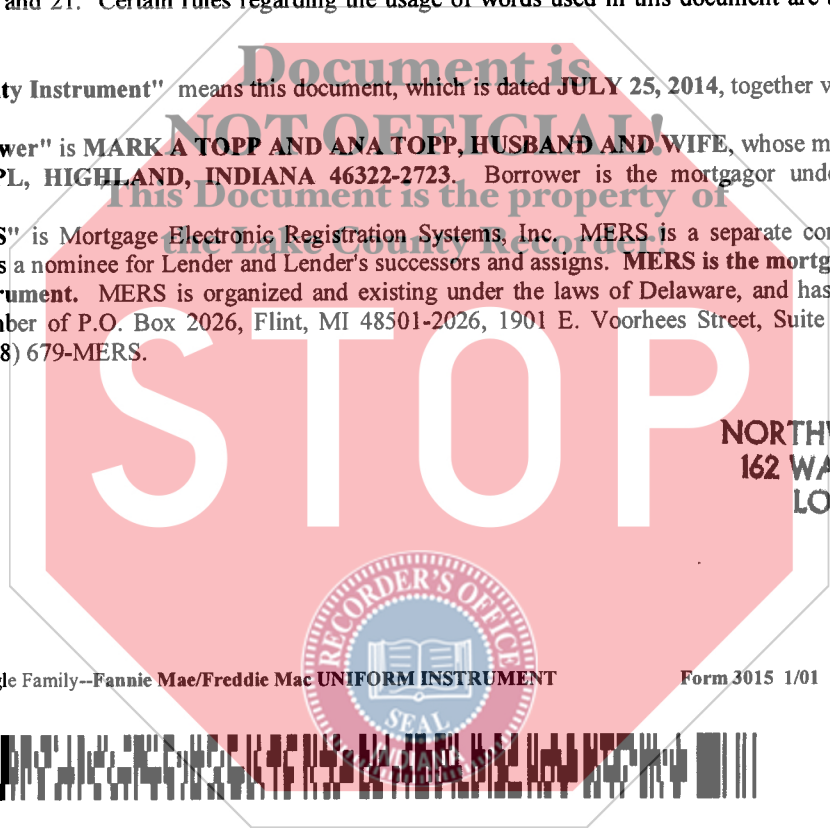 and 21. Certain rules regarding the usage of words used in this document are
Document is
ty Instrument" means this document, which is dated JULY 25, 2014, together
NOT OFFICIAL!
wer" is MARK A TOPP AND ANA TOPP, HUSBAND AND WIFE, whose
PL, HIGHLAND, INDIANA 46322-2723. Borrower is the mortgagor
This Document is the property of
S" is Mortgage Electronic Registration Systems, Inc. MERS is a separate
the Lake County Recorder!
s a nominee for Lender and Lender's successors and assigns. MERS is the
rument. MERS is organized and existing under the laws of Delaware, and has
ber of P.O. Box 2026, Flint, MI 48501-2026, 1901 E. Voorhees Street, Suite
8) 679-MERS.
STOP
NORTH
162 WA
LO
RECORDER'S OFFICE
SEAL
INDIANA
le Family--Fannie Mae/Freddie Mac UNIFORM INSTRUMENT Form 3015 1/01